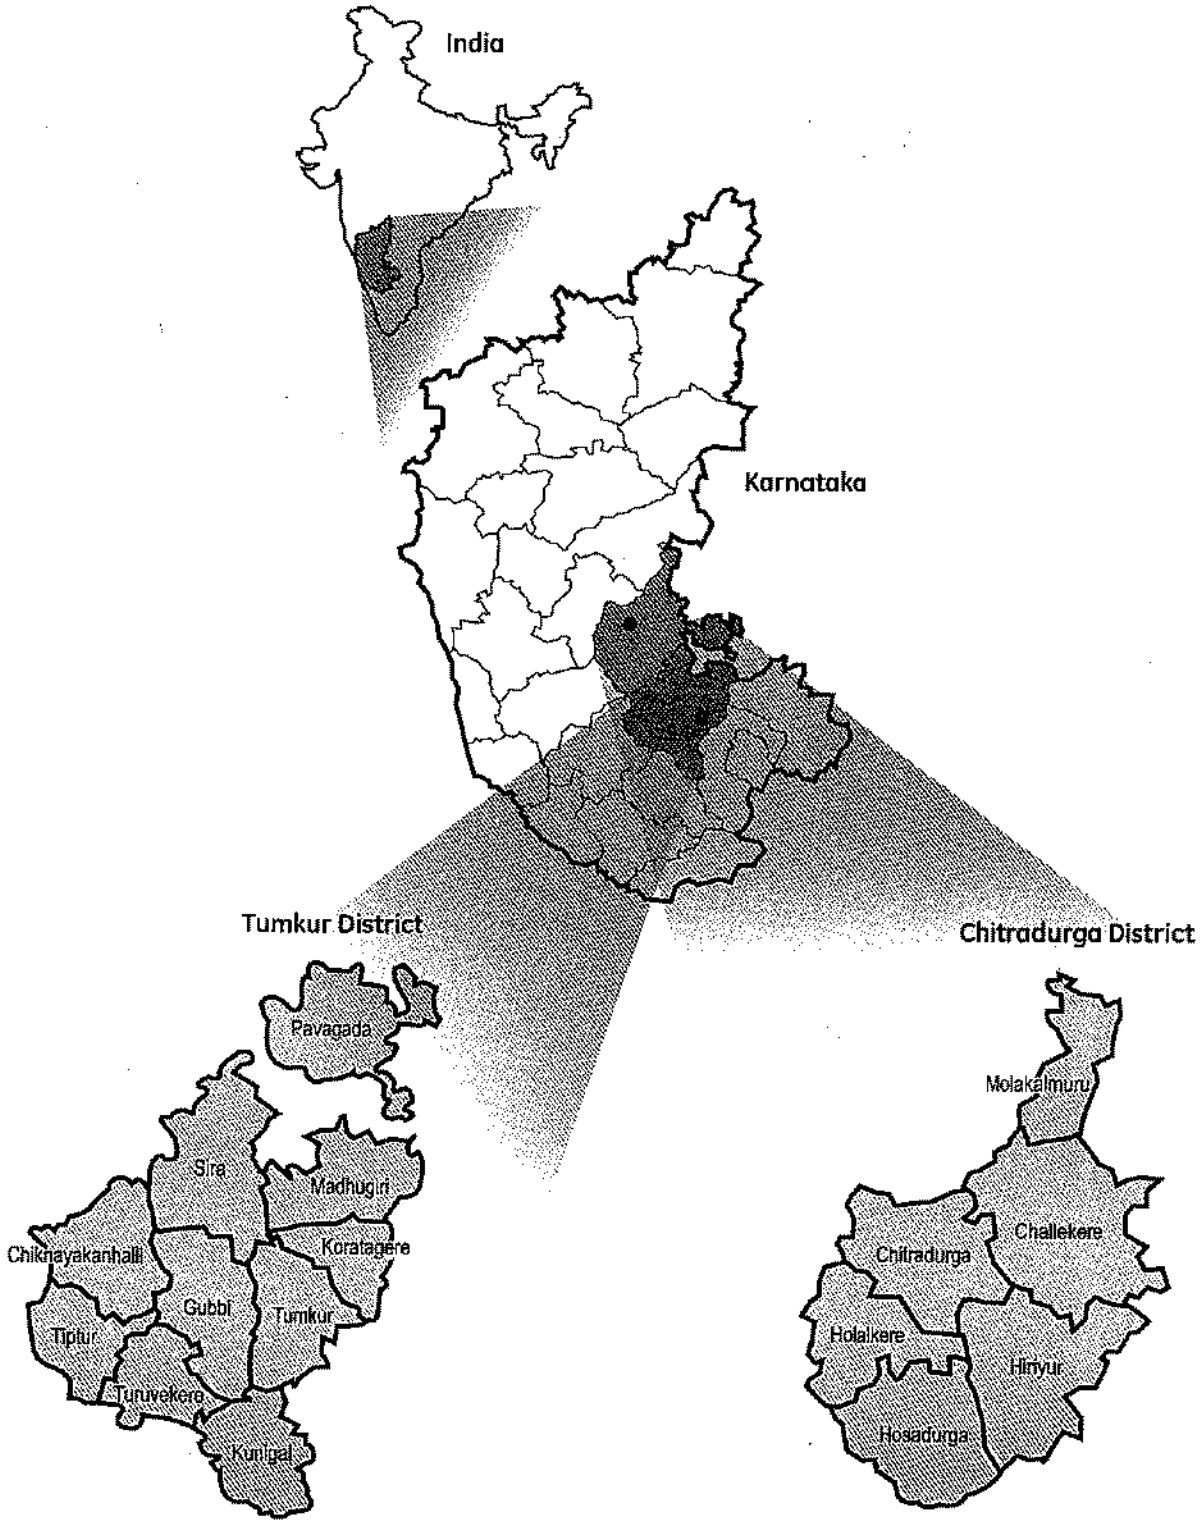 India
Karnataka
Tumkur District
Chitradurga District
Pavagada
Molakalmuru
Sira
Madhugiri
Chiknayakanhalli
Koratagere
Challekere
Chitradurga
Gubbi
Tumkur
Tiptur
Holalkere
Hiriyur
Turuvekere
Hosadurga
Kunigal